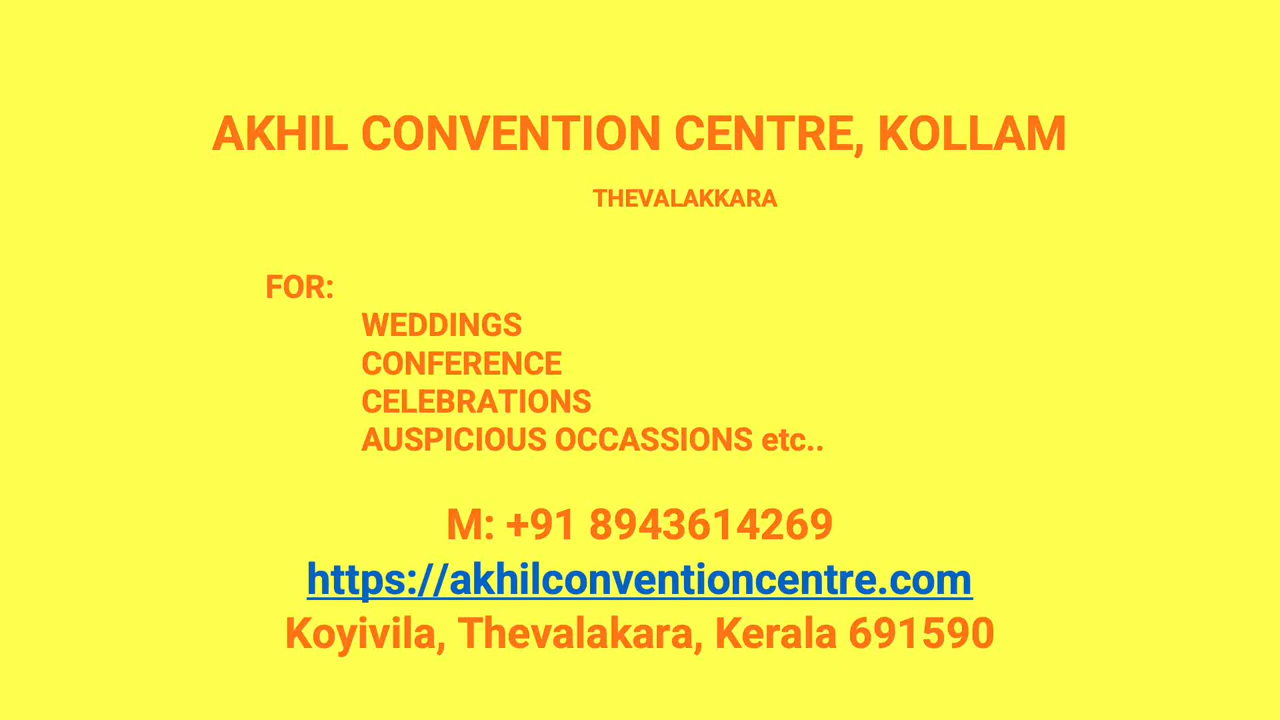 AKHIL CONVENTION CENTRE, KOLLAM
THEVALAKKARA
FOR:
WEDDINGS
CONFERENCE
CELEBRATIONS
AUSPICIOUS OCCASSIONS etc..
M: +91 8943614269
https://akhilconventioncentre.com
Koyivila, Thevalakara, Kerala 691590